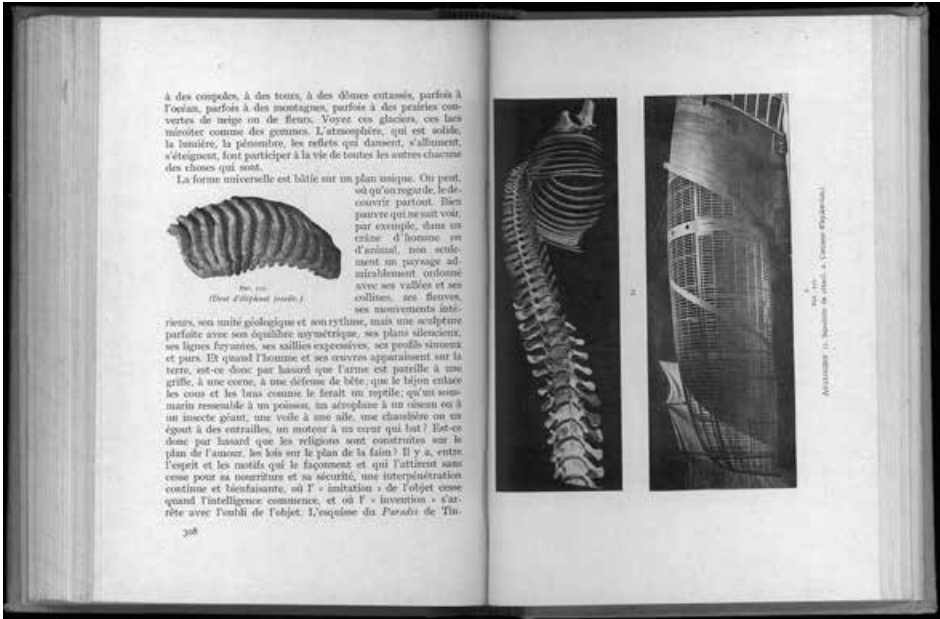 à des coupoles, à des tours, à des dômes entassés, parfois à
l'océan, parfois à des montagnes, parfois à des prairies cou-
vertes de neige ou de fleurs. Voyez ces glaciers, ces lacs
miroiter comme des gemmes. L'atmosphère, qui est solide,
la lumière, la pénombre, les reflets qui dansent, s'allument,
s'éteignent, font participer à la vie de toutes les autres chacune
des choses qui sont.
La forme universelle est bâtie sur un plan unique. On peut,
où qu'on regarde, le dé-
couvrir partout. Bien
pauvre qui ne sait voir,
par exemple, dans un
crâne d'homme ou
d'animal, non seule-
ment un paysage ad-
mirablement ordonné
avec ses vallées et ses
collines, ses fleuves,
ses mouvements inté-
FIG.
(Dent d'éléphant fossile.)
rieurs, son unité géologique et son rythme, mais une sculpture
parfaite avec son équilibre asymétrique, ses plans silencieux,
ses lignes fuyantes, ses saillies expressives, ses profils sinueux
et purs. Et quand l'homme et ses œuvres apparaissent sur la
terre, est-ce donc par hasard que l'arme est pareille à une
griffe, à une corne, à une défense de bête; que le bijou enlace
les cous et les bras comme le ferait un reptile; qu'un sous-
marin ressemble à un poisson, un aéroplane à un oiseau ou à
un insecte géant, une voile à une aile, une chaudière ou un
égout à des entrailles, un moteur à un cœur qui bat? Est-ce
donc par hasard que les religions sont construites sur le
plan de l'amour, les lois sur le plan de la faim? Il y a, entre
l'esprit et les motifs qui le façonnent et qui l'attirent sans
cesse pour sa nourriture et sa sécurité, une interpénétration
continue et bienfaisante, où l' « imitation » de l'objet cesse
quand l'intelligence commence, et où l' « invention » s'ar-
rête avec l'oubli de l'objet. L'esquisse du Paradis de Tin-
308
FIG.
Squelette de 2. Carcasse d'hydravion.